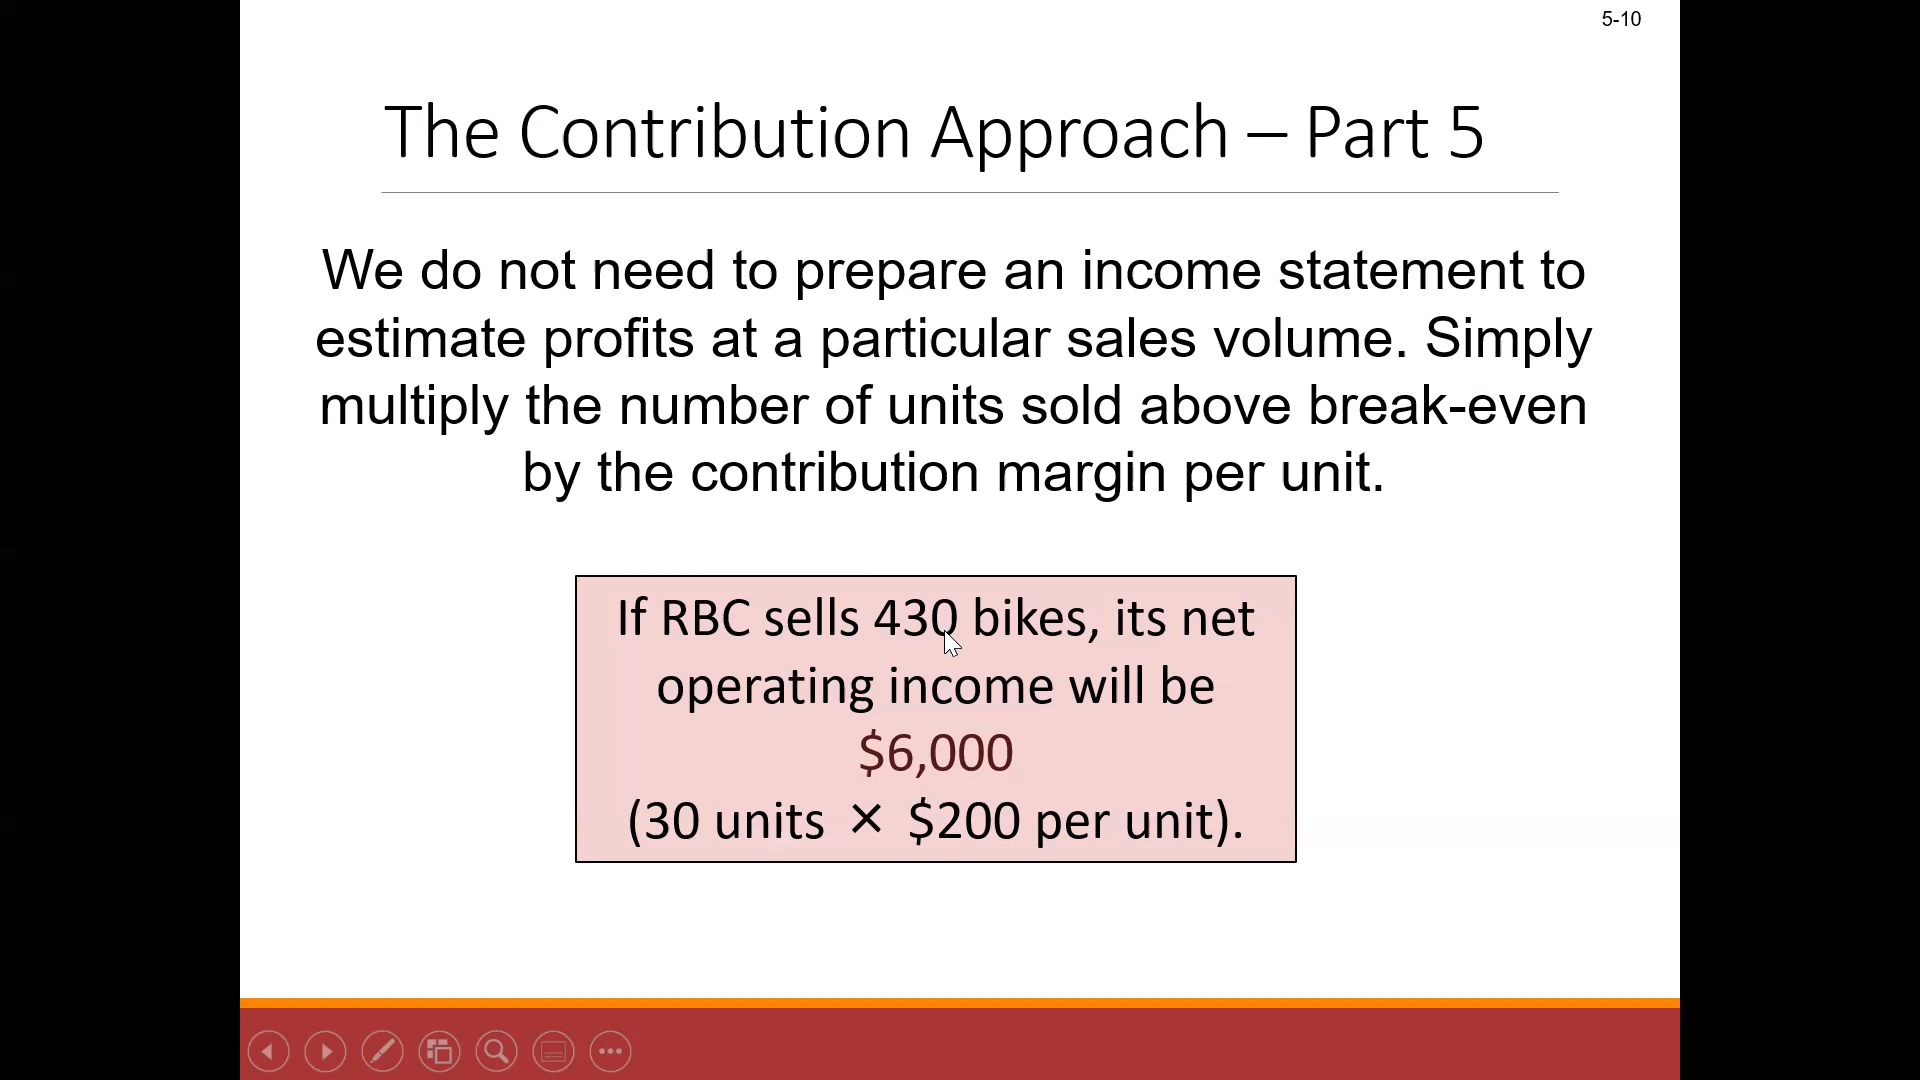 5-10
The Contribution Approach – Part 5
We do not need to prepare an income statement to
estimate profits at a particular sales volume. Simply
multiply the number of units sold above break-even
by the contribution margin per unit.
If RBC sells 430 bikes, its net
operating income will be
$6,000
(30 units × $200 per unit).